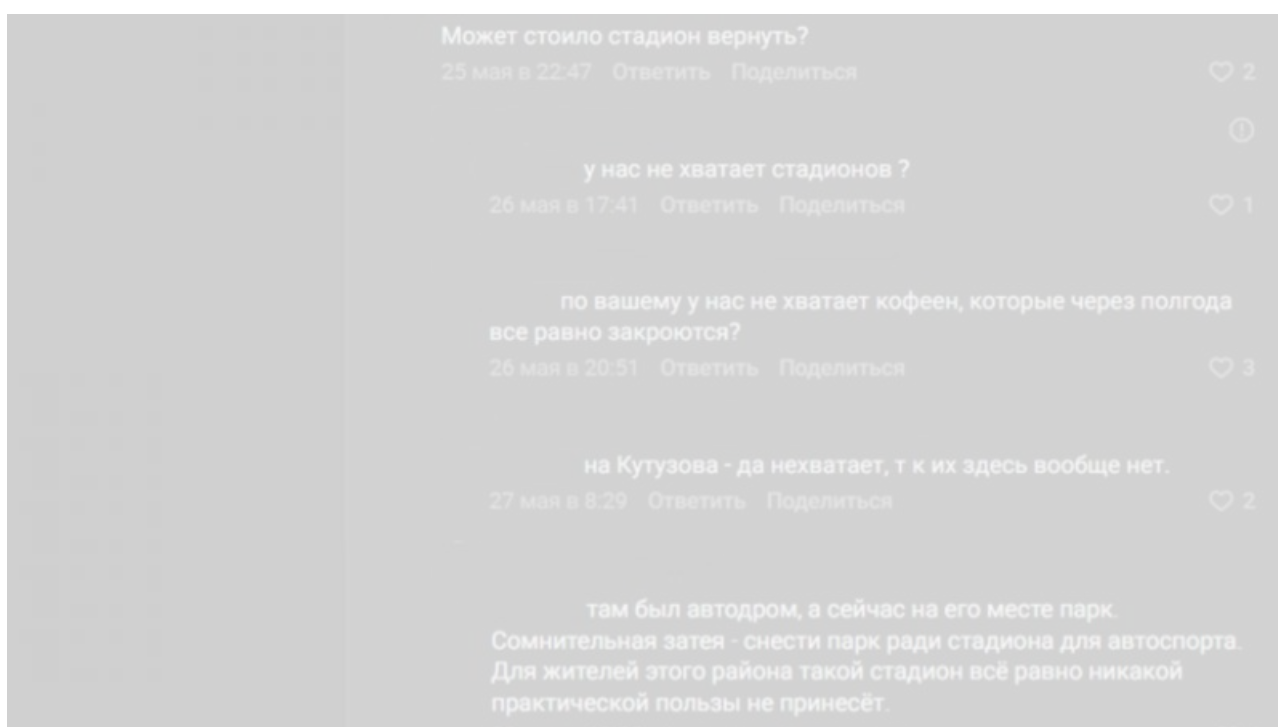 Может стоило стадион вернуть?
25 мая в 22:47 Ответить Поделиться 2
у нас не хватает стадионов ?
26 мая в 17:41 Ответить Поделиться 1
по вашему у нас не хватает кофеен, которые через полгода
все равно закроются?
26 мая в 20:51 Ответить Поделиться 3
на Кутузова - да нехватает, т к их здесь вообще нет.
27 мая в 8:29 Ответить Поделиться 2
там был автодром, а сейчас на его месте парк.
Сомнительная затея - снести парк ради стадиона для автоспорта.
Для жителей этого района такой стадион всё равно никакой
практической пользы не принесёт.